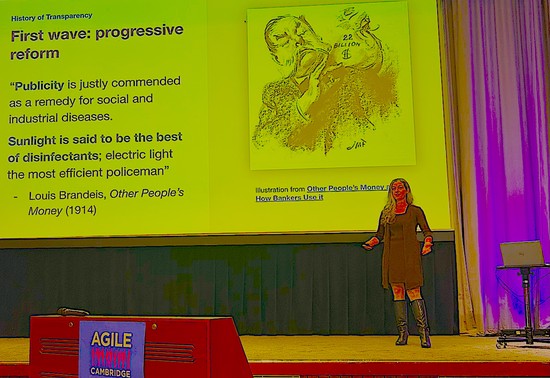 History of Transparency
First wave: progressive
reform
“Publicity is justly commended
as a remedy for social and
industrial diseases.
Sunlight is said to be the best
of disinfectants; electric light
the most efficient policeman”
- Louis Brandeis, Other People's
Money (1914)
22
BILLION
$
Illustration from Other People's Money
How Bankers Use it
AGILE
CAMBRIDGE